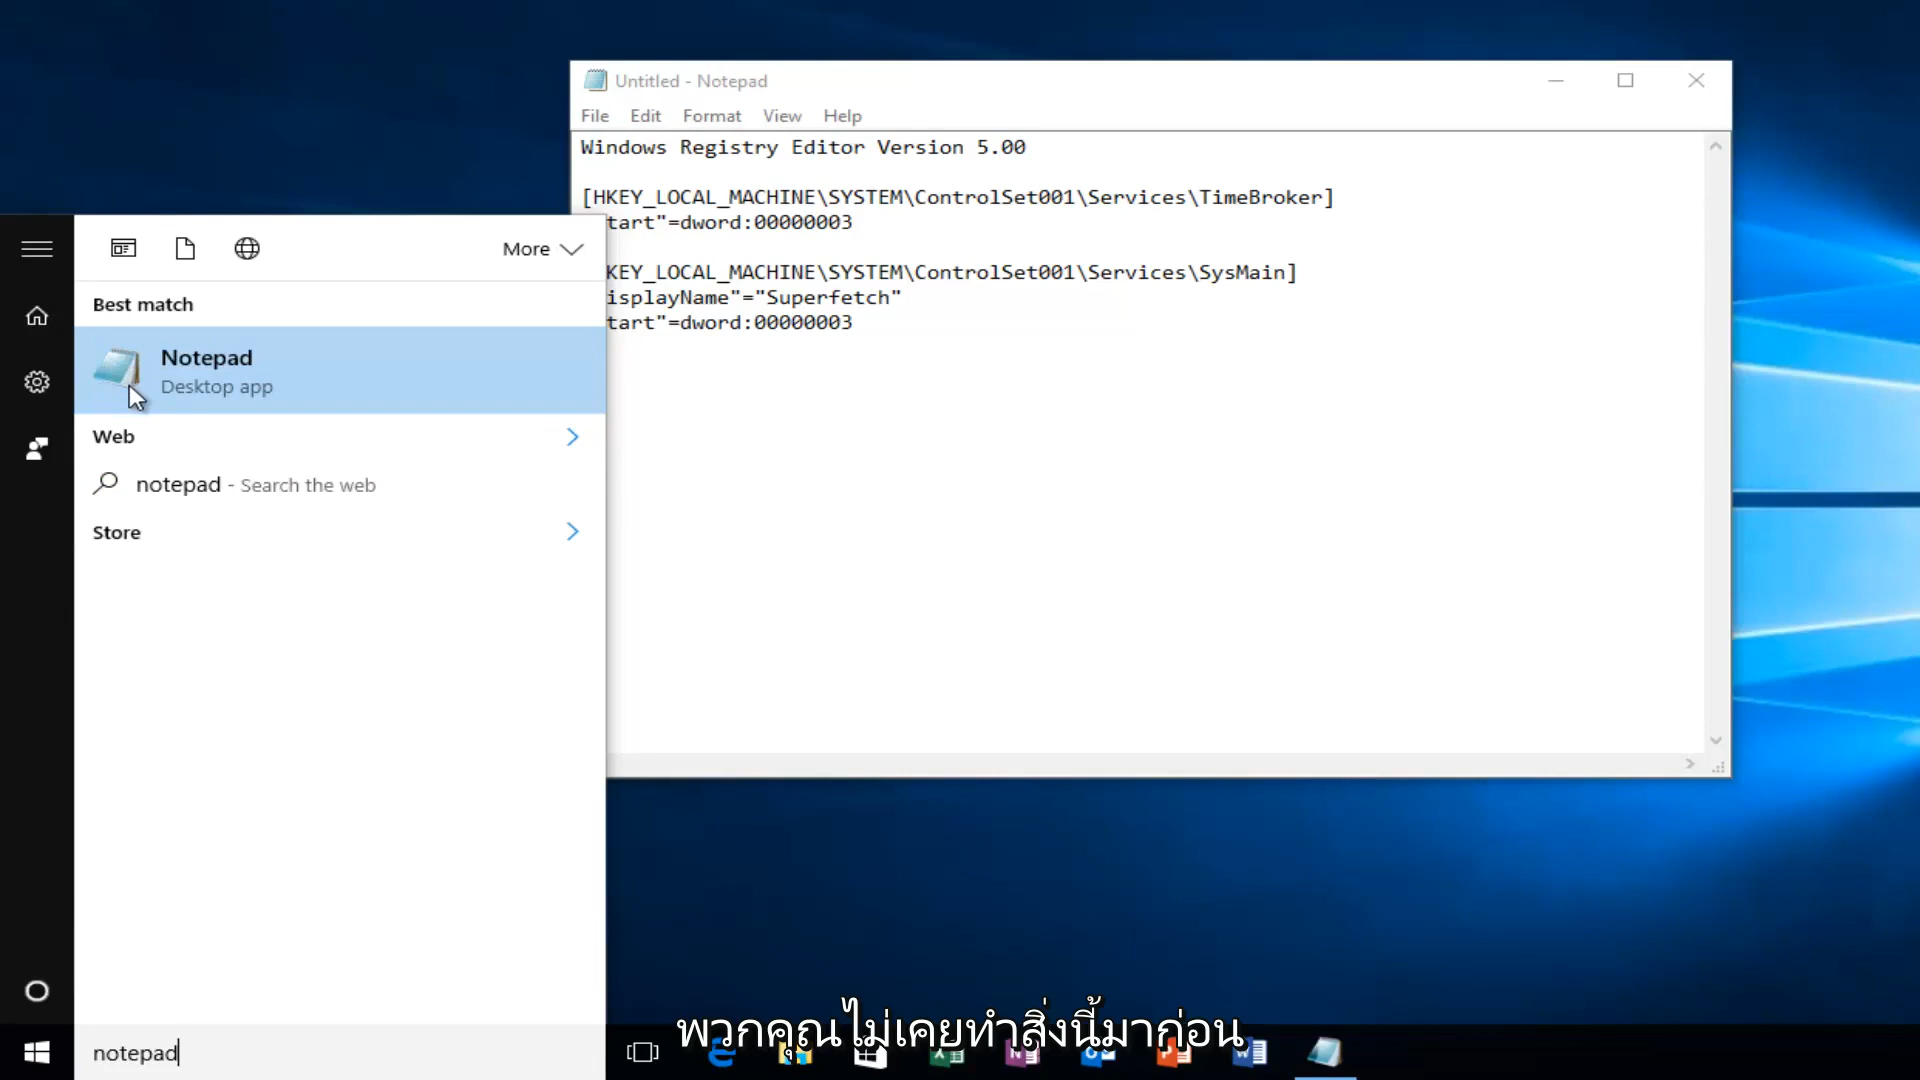 Untitled - Notepad
File Edit Format View Help
Windows Registry Editor Version 5.00
[HKEY_LOCAL_MACHINE\SYSTEM\ControlSet001\Services\TimeBroker]
tart"=dword:00000003
KEY_LOCAL_MACHINE\SYSTEM\ControlSet001\Services\SysMain]
isplayName"="Superfetch"
tart"=dword:00000003
More
Best match
Notepad
Desktop app
Web
notepad - Search the web
Store
พวกคุณไม่เคยทำสิ่งนี้มาก่อน
notepad